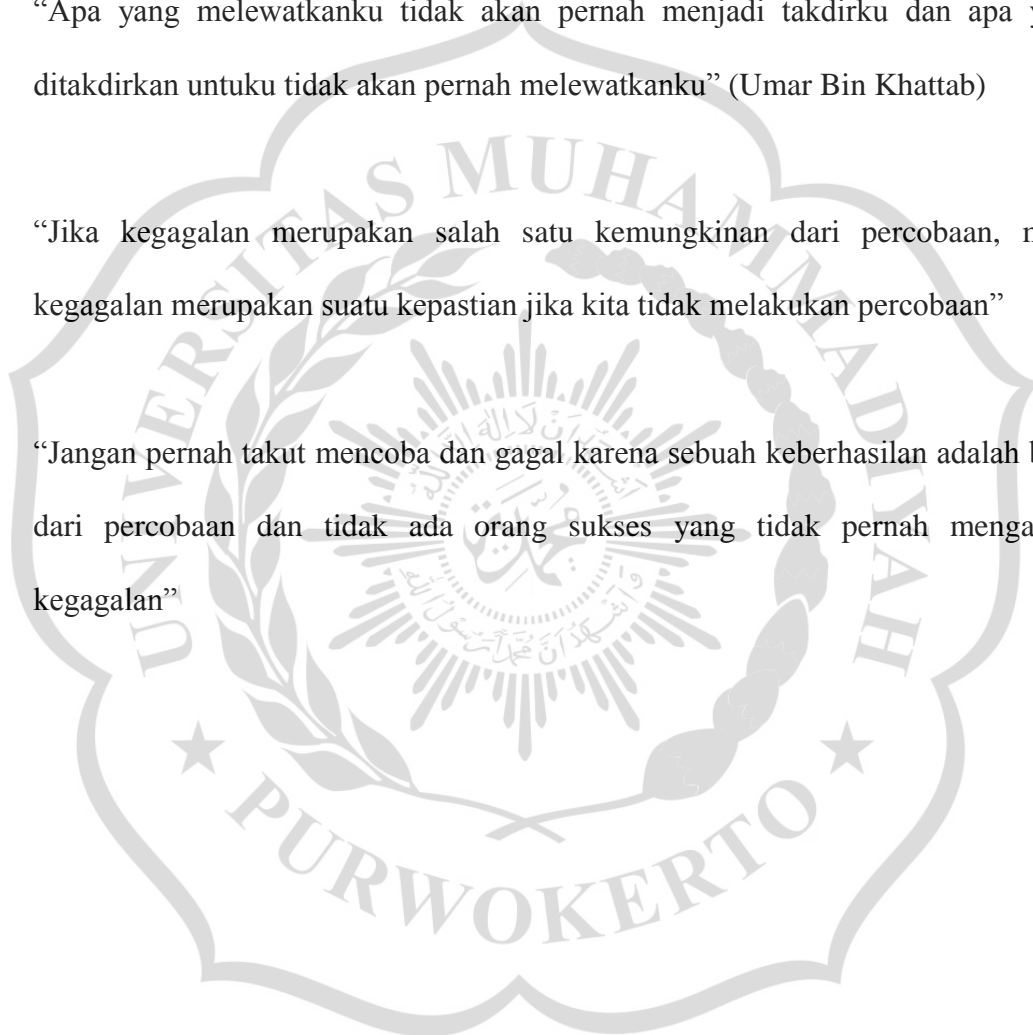 “Apa yang melewatkanku tidak akan pernah menjadi takdirku dan apa
ditakdirkan untuku tidak akan pernah melewatkanku” (Umar Bin Khattab)
“Jika kegagalan merupakan salah satu kemungkinan dari percobaan,
kegagalan merupakan suatu kepastian jika kita tidak melakukan percobaan”
“Jangan pernah takut mencoba dan gagal karena sebuah keberhasilan adalah
dari percobaan dan tidak ada orang sukses yang tidak pernah
kegagalan”
UNIVERSITAS MUHAMMADIYAH
PURWOKERTO